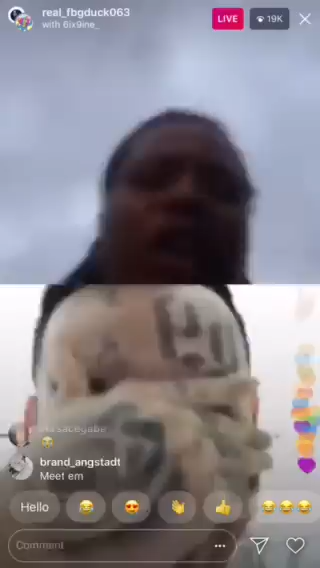 real_fbgduck063
with 6ix9ine_
LIVE
19K
brand_angstadt
Meet em
Hello
Comment